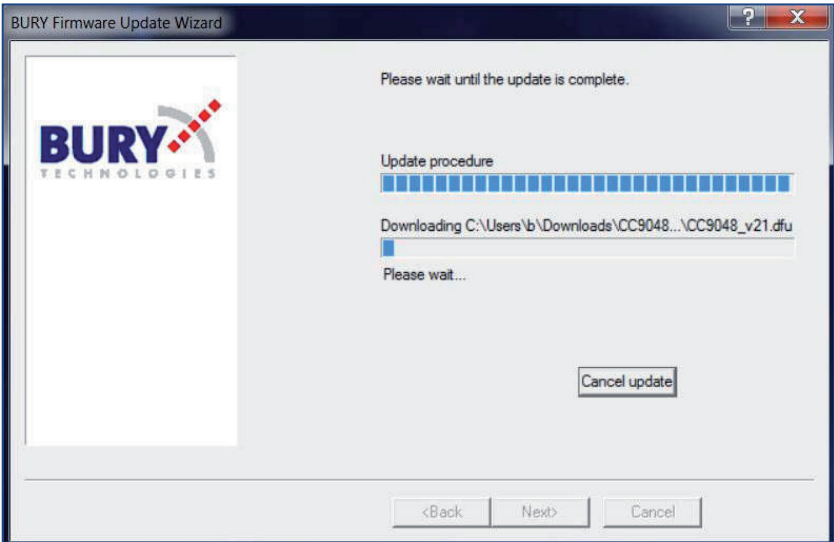 BURY Firmware Update Wizard
?
X
Please wait until the update is complete.
BURY
TECHNOLOGIES
Update procedure
Downloading C:\Users\b\Downloads\CC9048...\CC9048_v21.dfu
Please wait...
Cancel update
<Back
Next>
Cancel